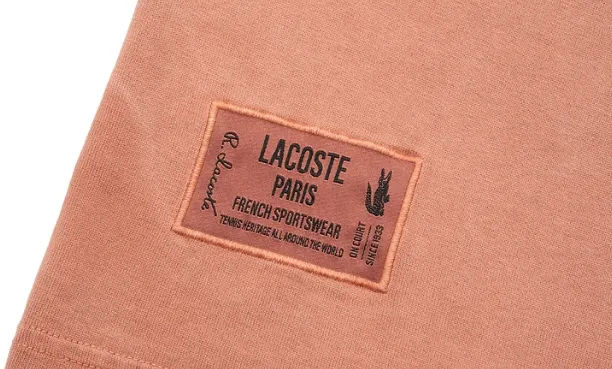 R. Lacoste.
LACOSTE
PARIS
FRENCH SPORTSWEAR
TENNIS HERITAGE ALL AROUND THE WORLD
ON COURT
SINCE 1933